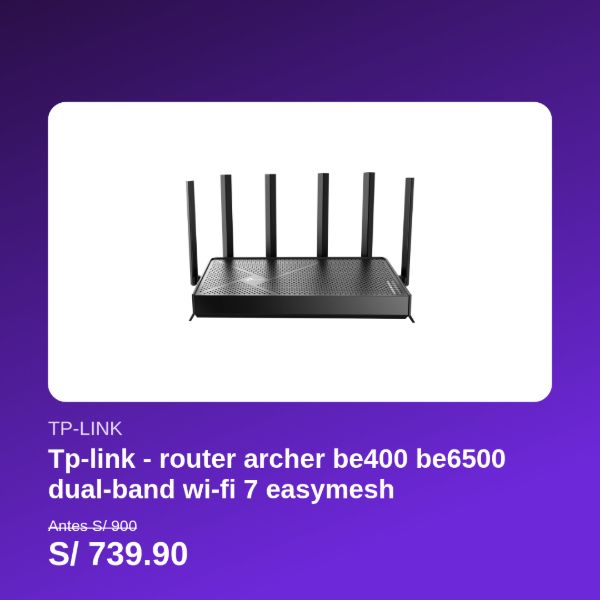 TP-LINK
Tp-link - router archer be400 be6500
dual-band wi-fi 7 easymesh
Antes S/ 900
S/ 739.90